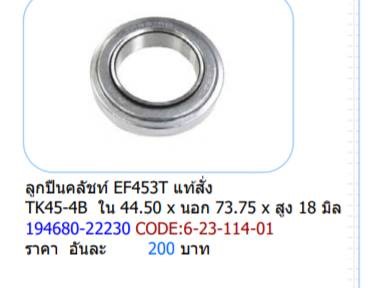 ลูกปืนคลัชท์ EF453T แท้สั่ง
TK45-4B ใน 44.50 x นอก 73.75 x สูง 18 มิล
194680-22230 CODE:6-23-114-01
ราคา อันละ 200 บาท